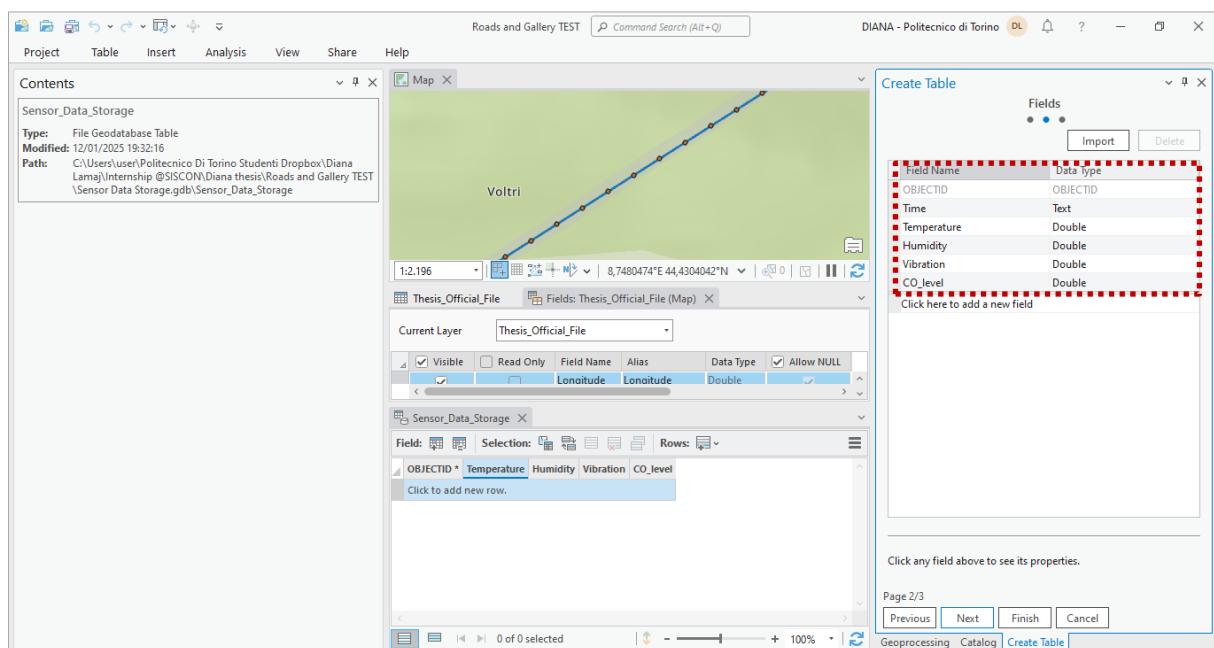 Roads and Gallery TEST
Command Search (Alt+Q)
DIANA - Politecnico di Torino
DL
?
Project Table Insert Analysis View Share Help
Contents
Sensor_Data_Storage
Type: File Geodatabase Table
Modified: 12/01/2025 19:32:16
Path: C:\Users\user\Politecnico Di Torino Studenti Dropbox\Diana
Lamaj\Internship @SISCON\Diana thesis\Roads and Gallery TEST
\Sensor Data Storage.gdb\Sensor_Data_Storage
Map
Voltri
1:2.196
8,7480474°E 44,4304042°N
0
Thesis_Official_File
Fields: Thesis_Official_File (Map)
Current Layer
Thesis_Official_File
Visible Read Only Field Name Alias Data Type Allow NULL
Longitude Longitude Double
Sensor_Data_Storage
Field: Selection: Rows:
OBJECTID * Temperature Humidity Vibration CO_level
Click to add new row.
0 of 0 selected
100%
Create Table
Fields
Import
Delete
Field Name Data Type
OBJECTID OBJECTID
Time Text
Temperature Double
Humidity Double
Vibration Double
CO_level Double
Click here to add a new field
Click any field above to see its properties.
Page 2/3
Previous Next Finish Cancel
Geoprocessing Catalog Create Table